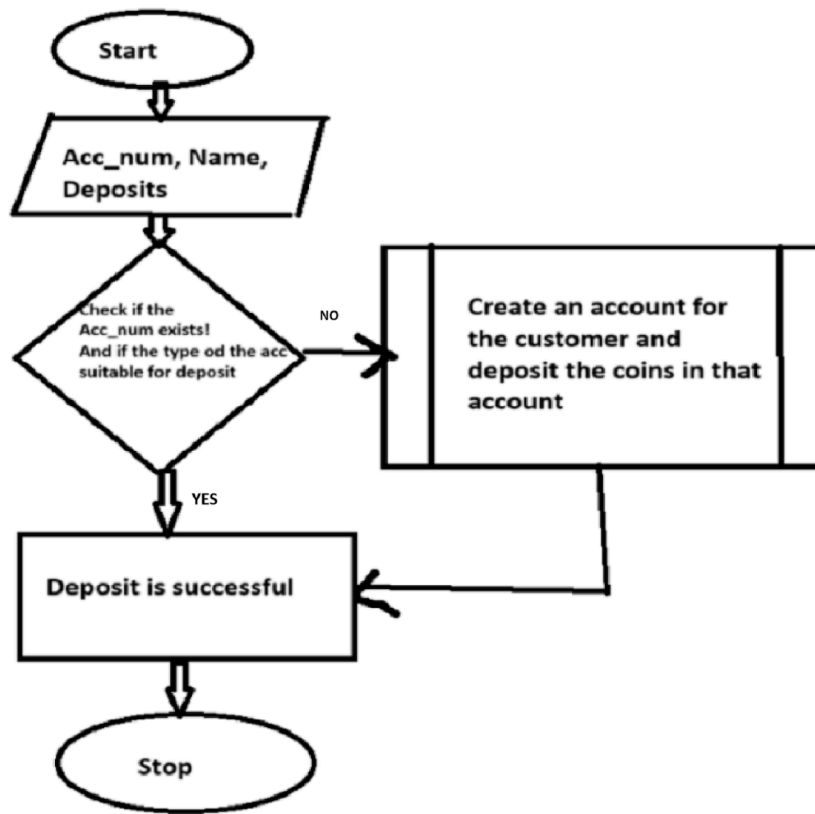 Start
Acc_num, Name,
Deposits
Check if the
Acc_num exists!
And if the type od the acc
suitable for deposit
NO
Create an account for
the customer and
deposit the coins in that
account
YES
Deposit is successful
Stop